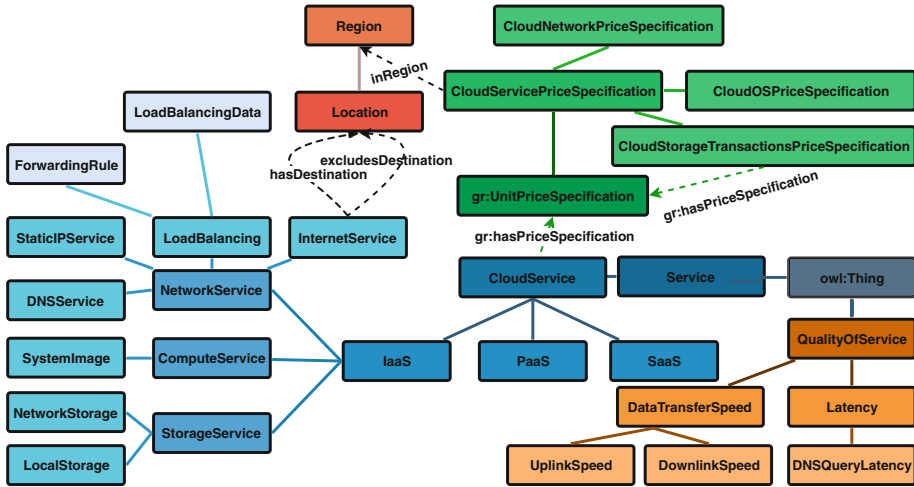 Region
CloudNetworkPriceSpecification
inRegion
CloudServicePriceSpecification
CloudOSPriceSpecification
LoadBalancingData
Location
CloudStorageTransactionsPriceSpecification
ForwardingRule
excludesDestination
hasDestination
gr:UnitPriceSpecification
gr:hasPriceSpecification
StaticIPService
LoadBalancing
InternetService
gr:hasPriceSpecification
CloudService
Service
owl:Thing
NetworkService
DNSService
QualityOfService
SystemImage
ComputeService
IaaS
PaaS
SaaS
NetworkStorage
DataTransferSpeed
Latency
StorageService
LocalStorage
UplinkSpeed
DownlinkSpeed
DNSQueryLatency